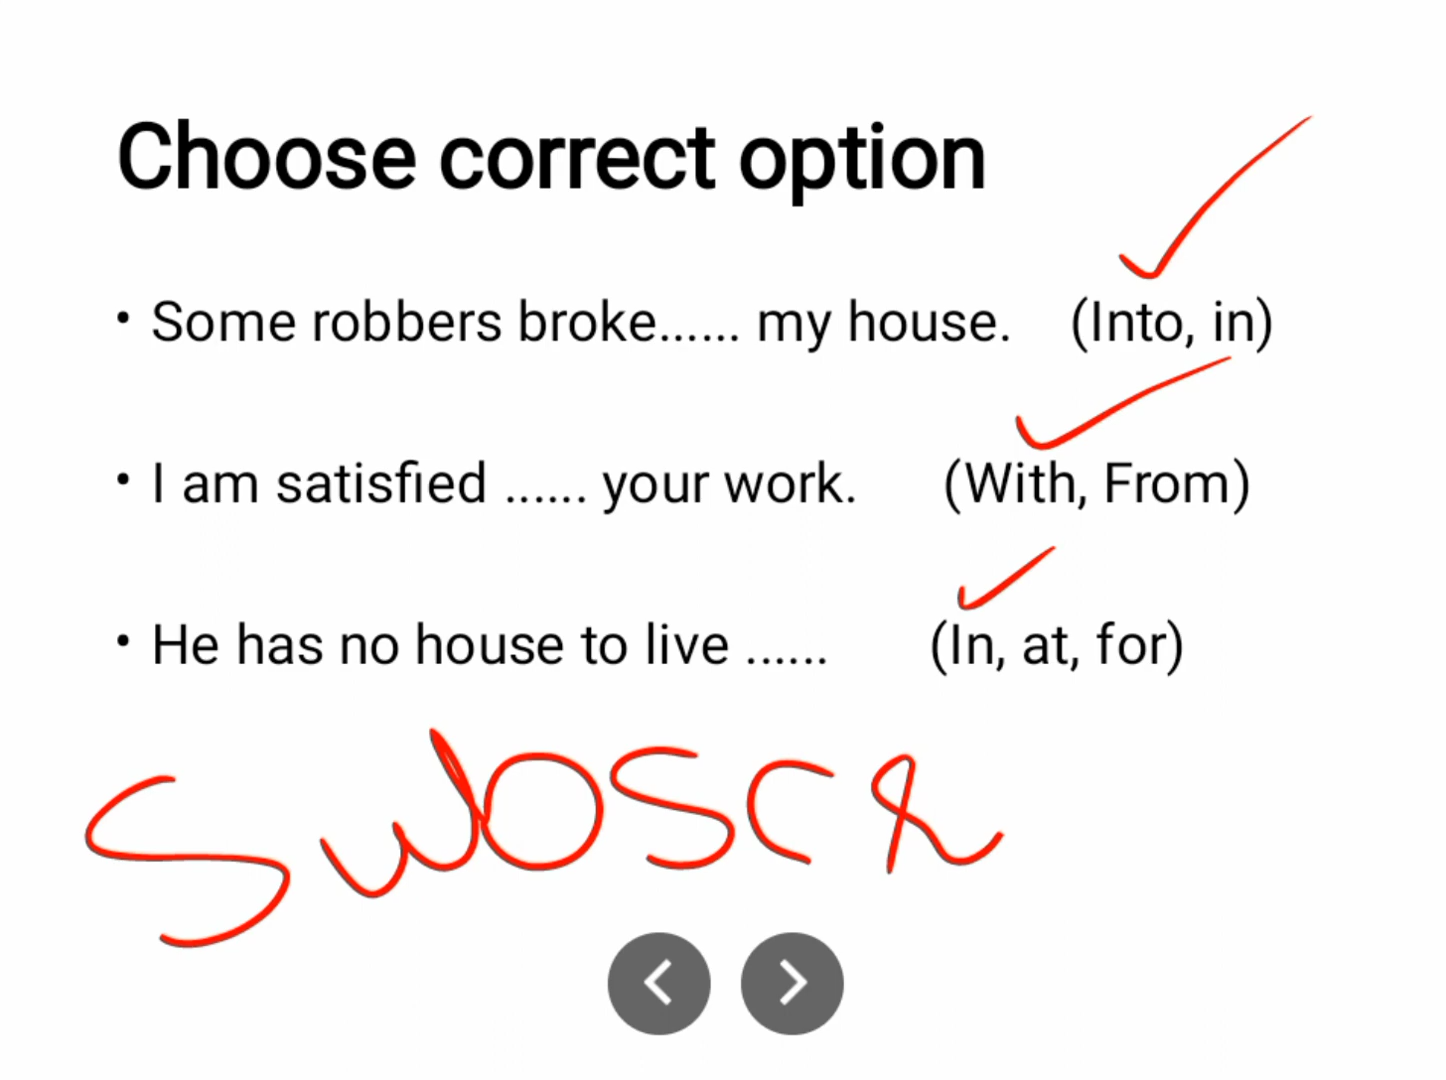 Choose correct option
• Some robbers broke...... my house. (Into, in)
• I am satisfied ...... your work. (With, From)
• He has no house to live ...... (In, at, for)
Subscr